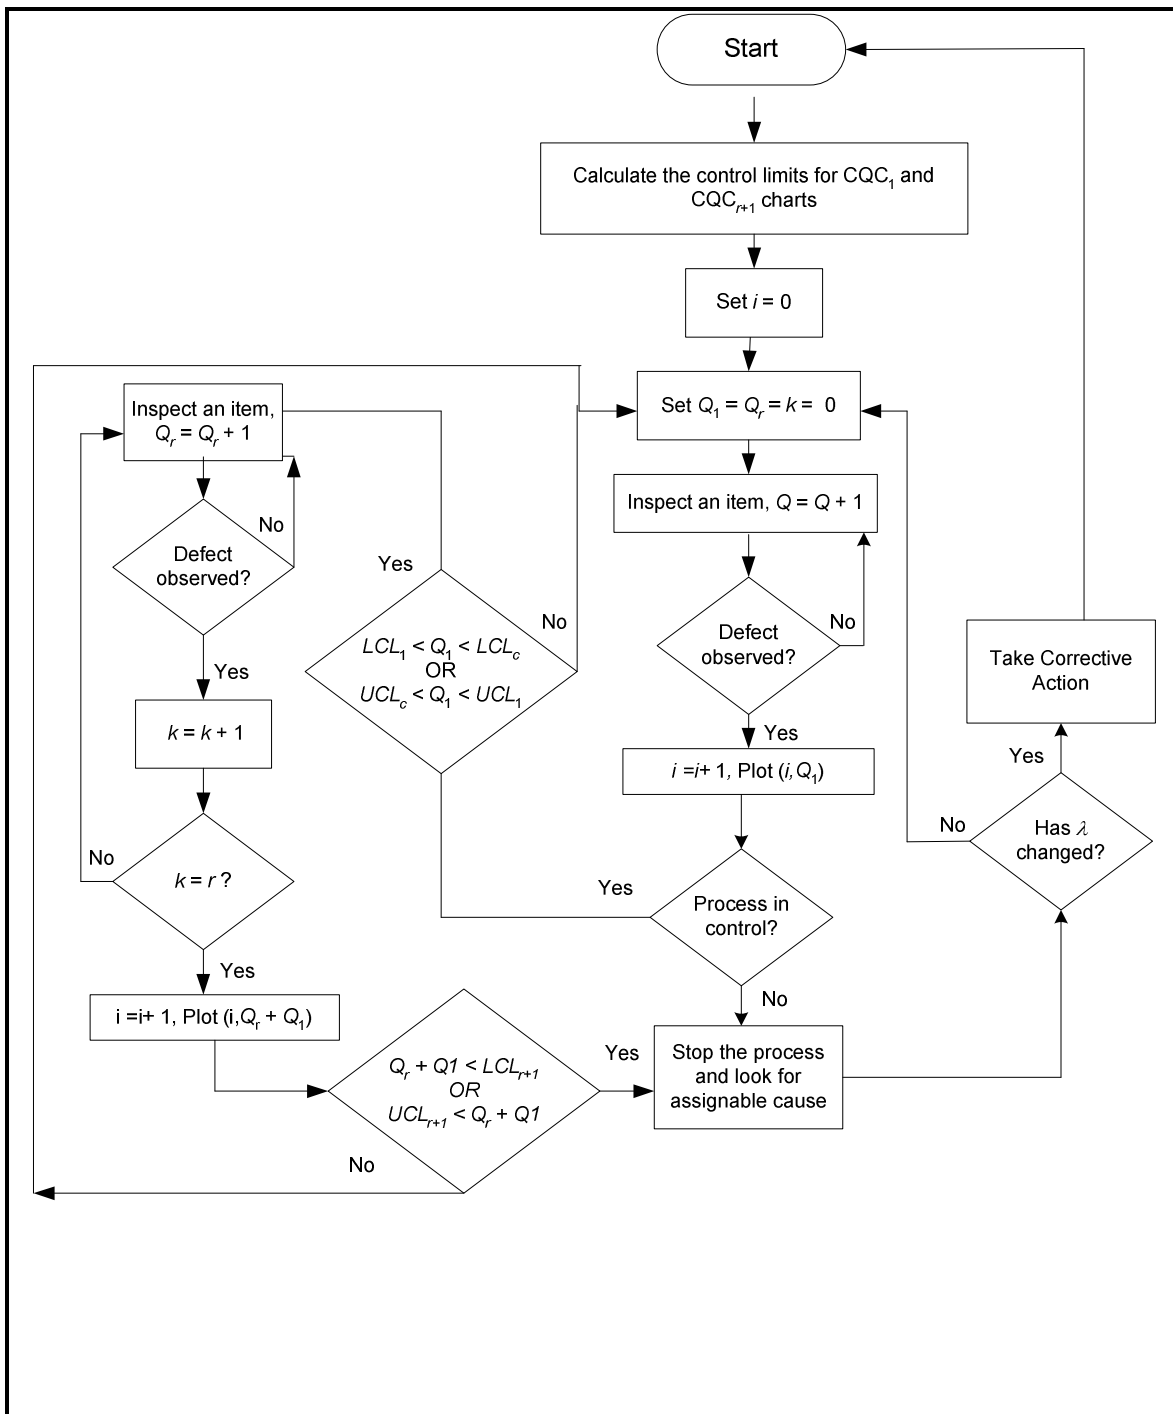 Start
Calculate the control limits for CQC₁ and
CQCᵣ₊₁ charts
Set i = 0
Set Q₁ = Qᵣ = k = 0
Inspect an item, Q = Q + 1
Defect
observed?
No
Yes
i =i+ 1, Plot (i,Q₁)
Process in
control?
Yes
No
Stop the process
and look for
assignable cause
Has λ
changed?
No
Yes
Take Corrective
Action
LCL₁ < Q₁ < LCL_c
OR
UCL_c < Q₁ < UCL₁
Yes
No
Inspect an item,
Qᵣ = Qᵣ + 1
Defect
observed?
No
Yes
k = k + 1
k = r ?
No
Yes
i =i+ 1, Plot (i,Qᵣ + Q₁)
Qᵣ + Q1 < LCLᵣ₊₁
OR
UCLᵣ₊₁ < Qᵣ + Q1
Yes
No